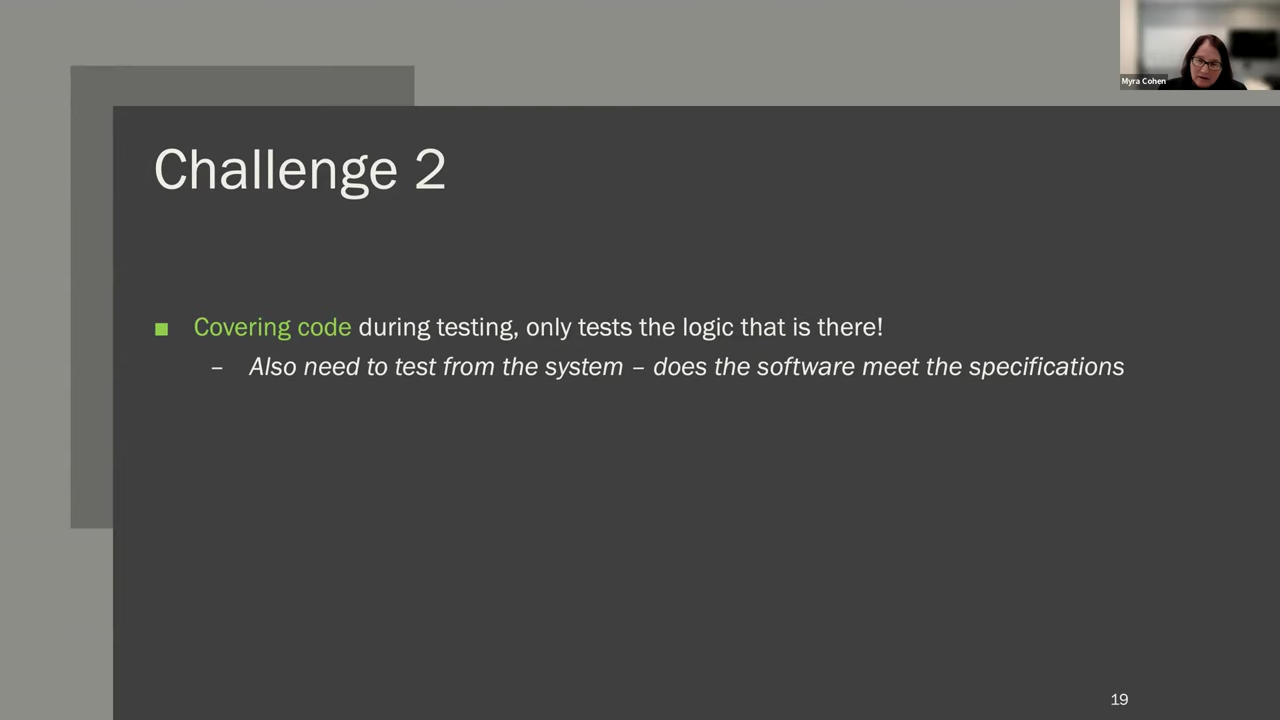 Myra Cohen
Challenge 2
Covering code during testing, only tests the logic that is there!
– Also need to test from the system – does the software meet the specifications
19